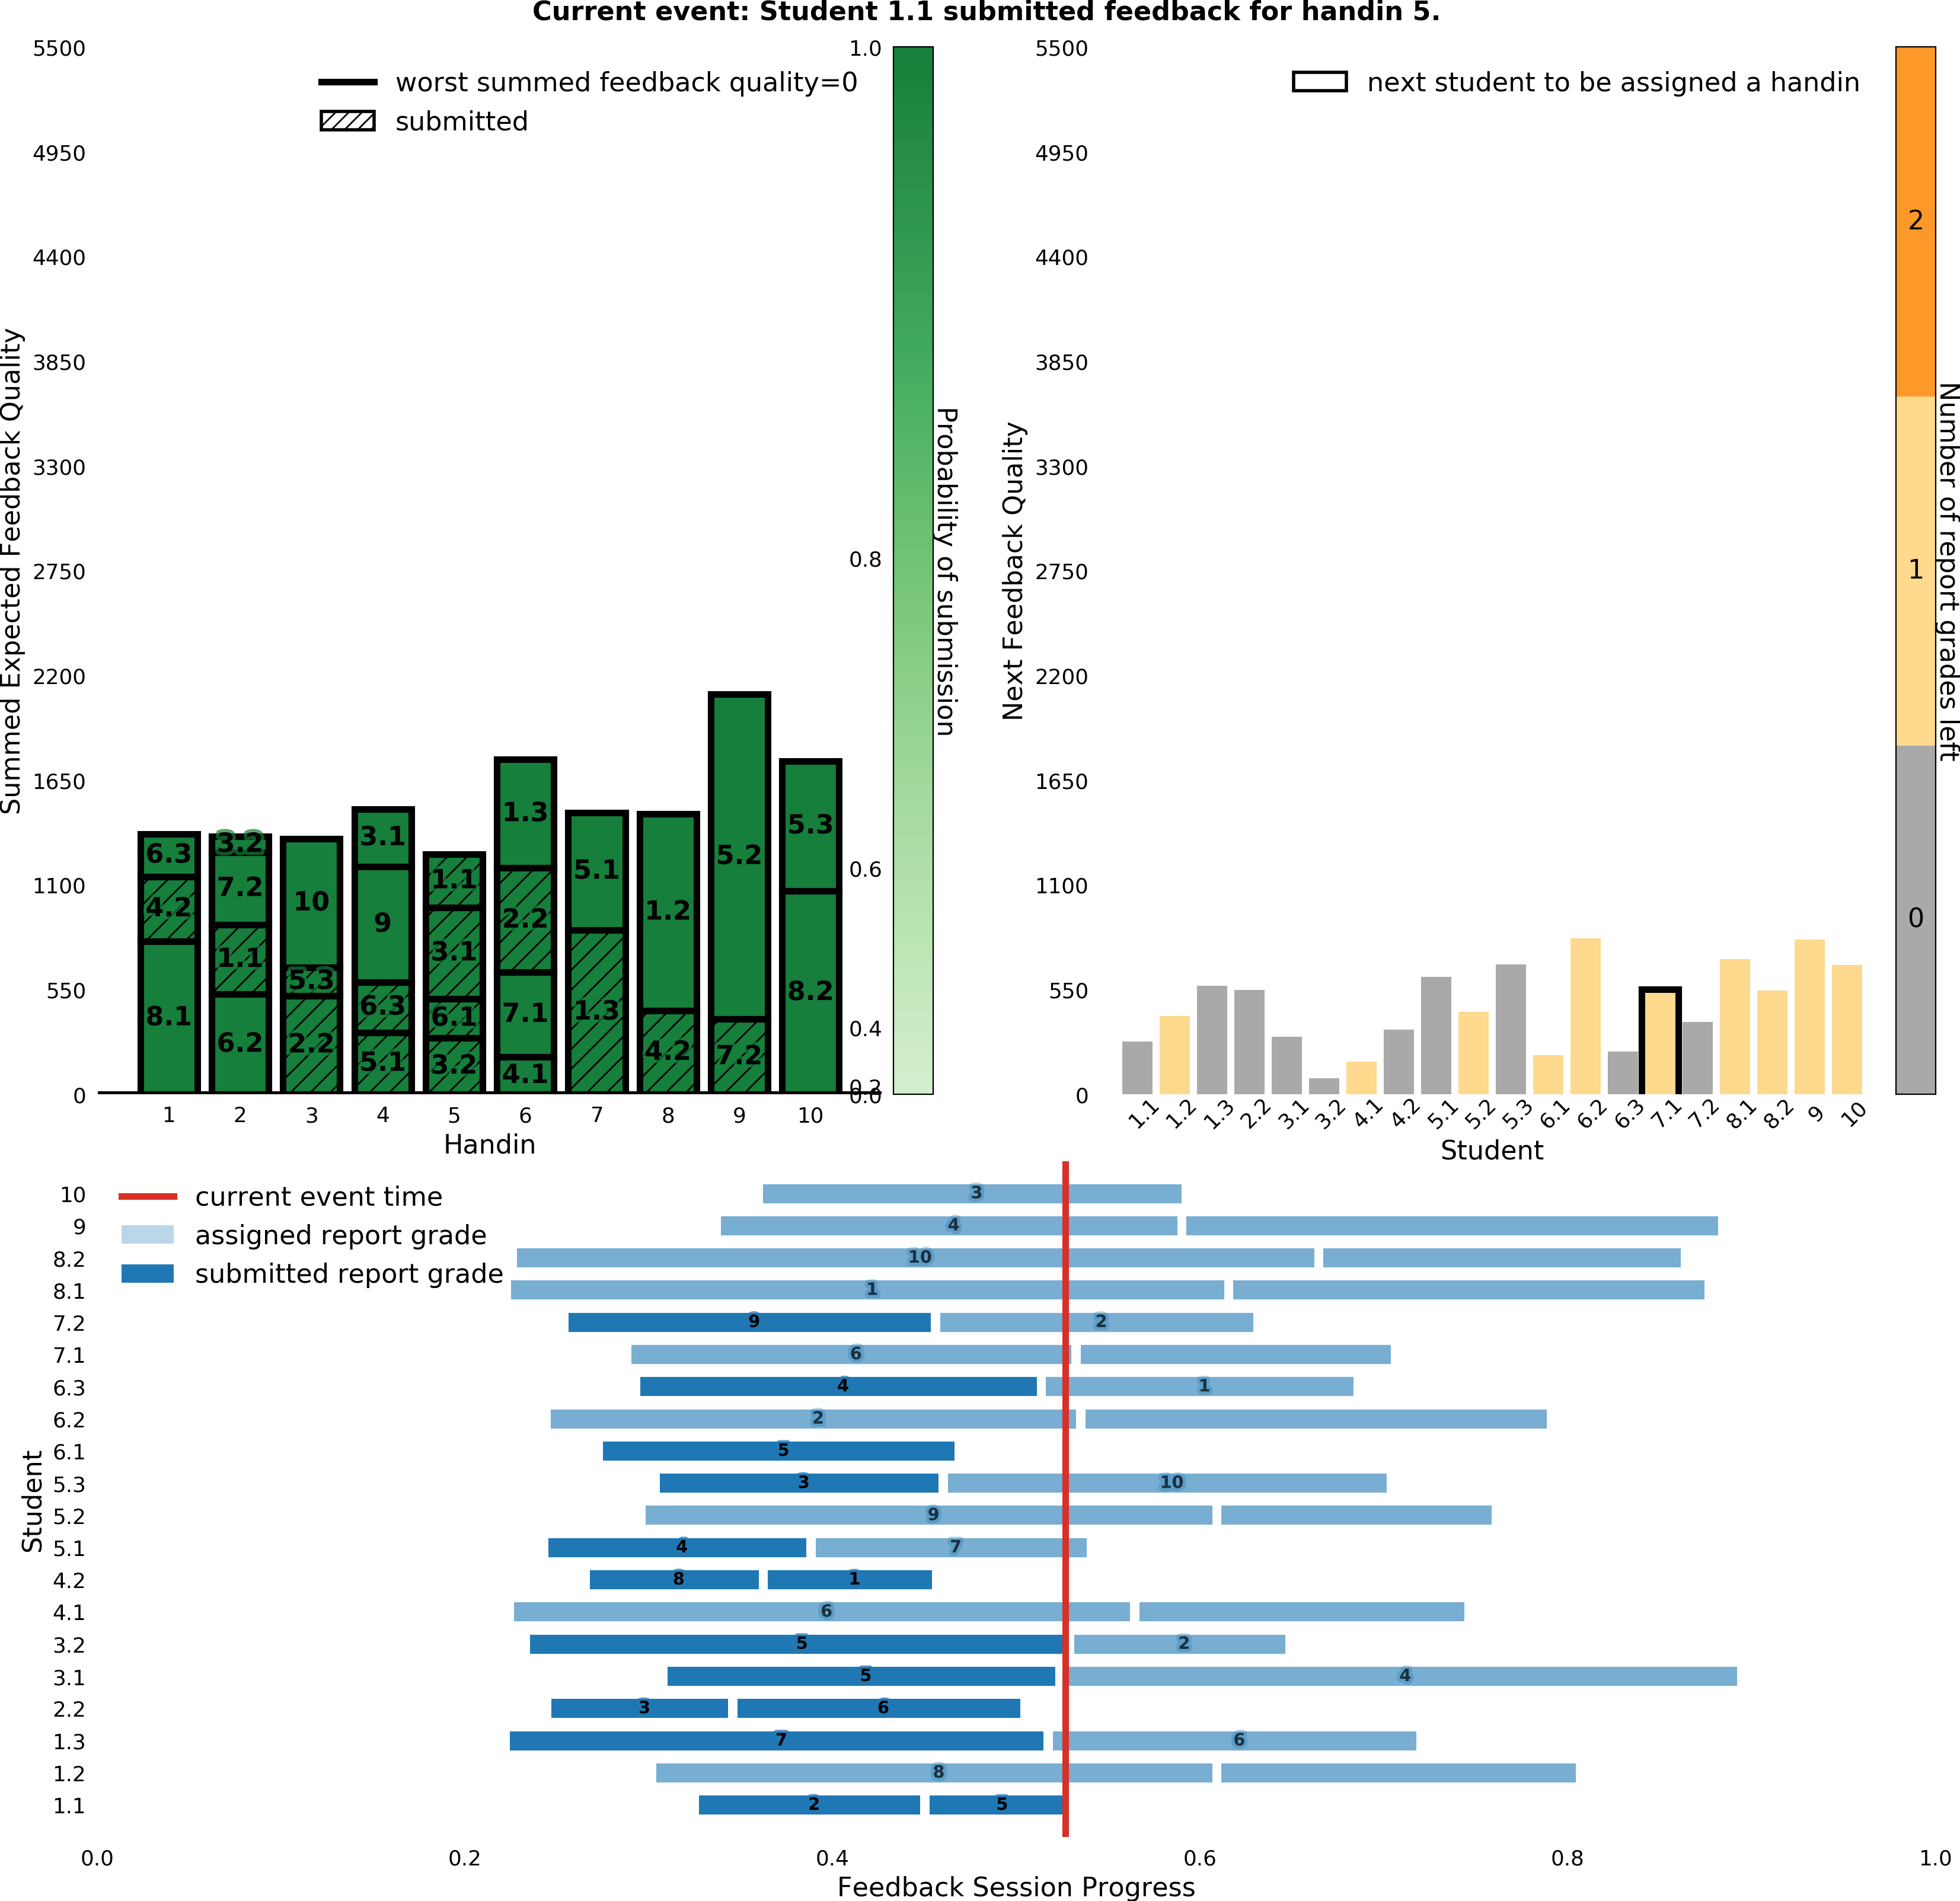 Current event: Student 1.1 submitted feedback for handin 5.
5500
4950
4400
3850
3300
2750
2200
1650
1100
550
0
Summed Expected Feedback Quality
worst summed feedback quality=0
submitted
6.3
4.2
8.1
3.2
7.2
1.1
6.2
10
5.3
2.2
3.1
9
6.3
5.1
1.1
3.1
6.1
3.2
1.3
2.2
7.1
4.1
5.1
1.3
1.2
4.2
5.2
7.2
5.3
8.2
1 2 3 4 5 6 7 8 9 10
Handin
1.0
0.8
0.6
0.4
0.2
0.0
Probability of submission
5500
4950
4400
3850
3300
2750
2200
1650
1100
550
0
Next Feedback Quality
next student to be assigned a handin
1.1 1.2 1.3 2.2 3.1 3.2 4.1 4.2 5.1 5.2 5.3 6.1 6.2 6.3 7.1 7.2 8.1 8.2 9 10
Student
2
1
0
Number of report grades left
current event time
assigned report grade
submitted report grade
Student
10 3
9 4
8.2 10
8.1 1
7.2 9 2
7.1 6
6.3 4 1
6.2 2
6.1 5
5.3 3 10
5.2 9
5.1 4 7
4.2 8 1
4.1 6
3.2 5 2
3.1 5 4
2.2 3 6
1.3 7 6
1.2 8
1.1 2 5
0.0 0.2 0.4 0.6 0.8 1.0
Feedback Session Progress